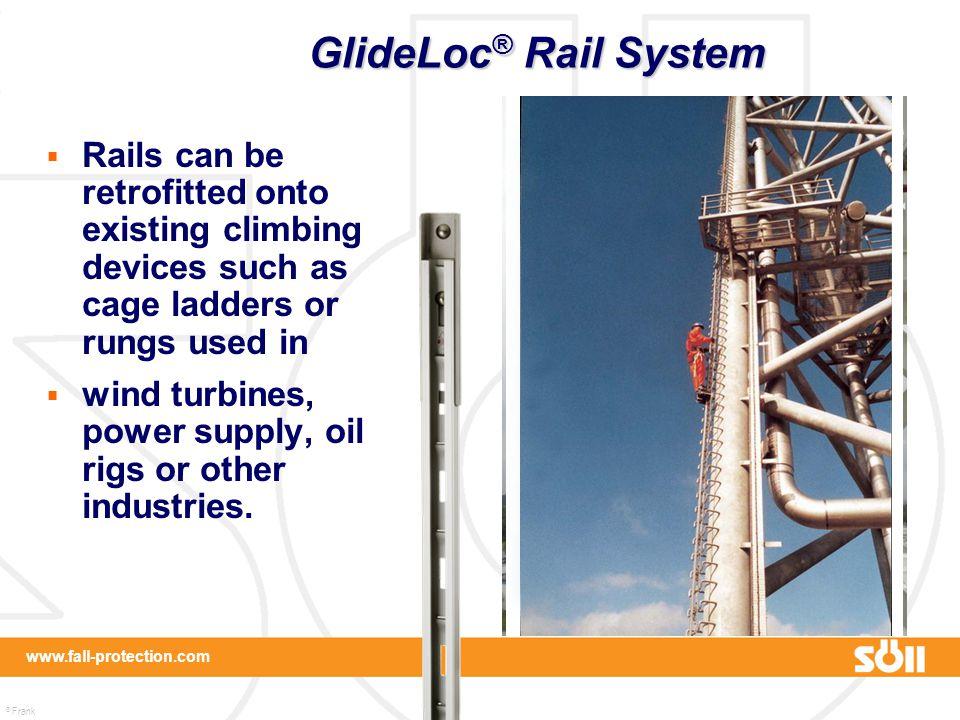 GlideLoc® Rail System
▪ Rails can be
retrofitted onto
existing climbing
devices such as
cage ladders or
rungs used in
▪ wind turbines,
power supply, oil
rigs or other
industries.
www.fall-protection.com
söll
© Frank